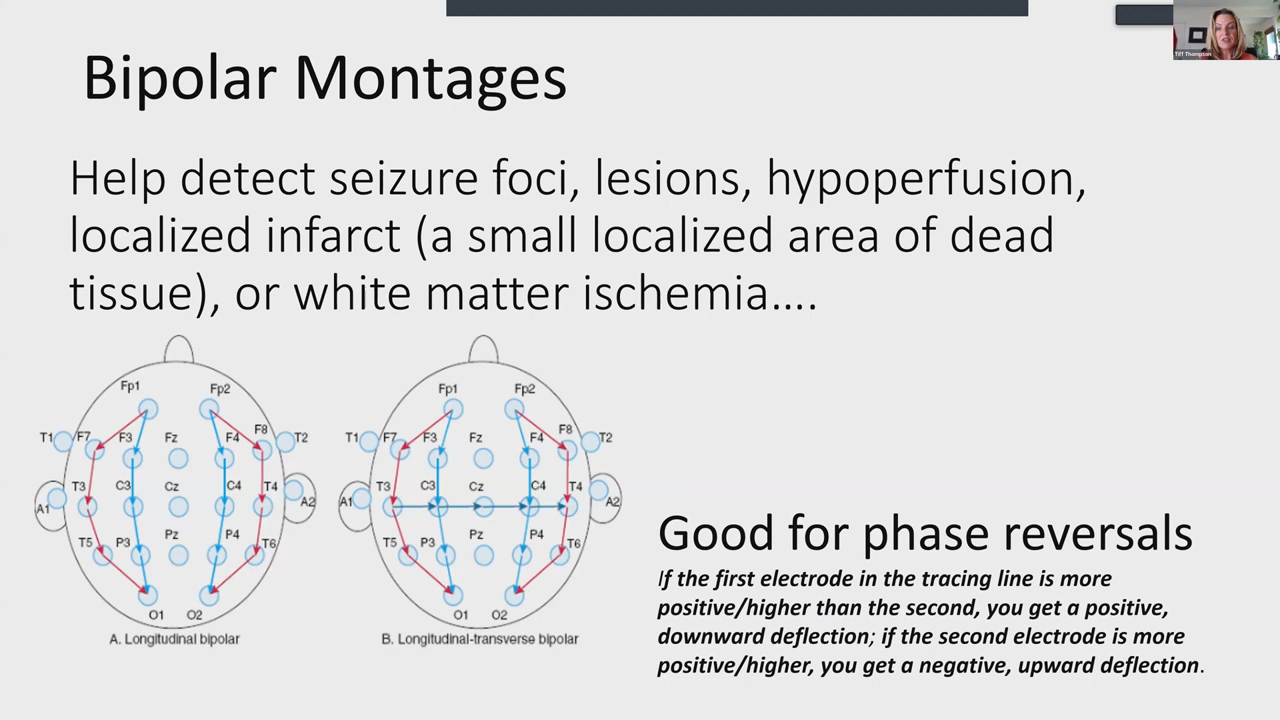 Tiff Thompson
Bipolar Montages
Help detect seizure foci, lesions, hypoperfusion,
localized infarct (a small localized area of dead
tissue), or white matter ischemia....
Fp1 Fp2
T1 F7 F3 Fz F4 F8 T2
A1 T3 C3 Cz C4 T4 A2
T5 P3 Pz P4 T6
O1 O2
A. Longitudinal bipolar
Fp1 Fp2
T1 F7 F3 Fz F4 F8 T2
A1 T3 C3 Cz C4 T4 A2
T5 P3 Pz P4 T6
O1 O2
B. Longitudinal-transverse bipolar
Good for phase reversals
If the first electrode in the tracing line is more
positive/higher than the second, you get a positive,
downward deflection; if the second electrode is more
positive/higher, you get a negative, upward deflection.